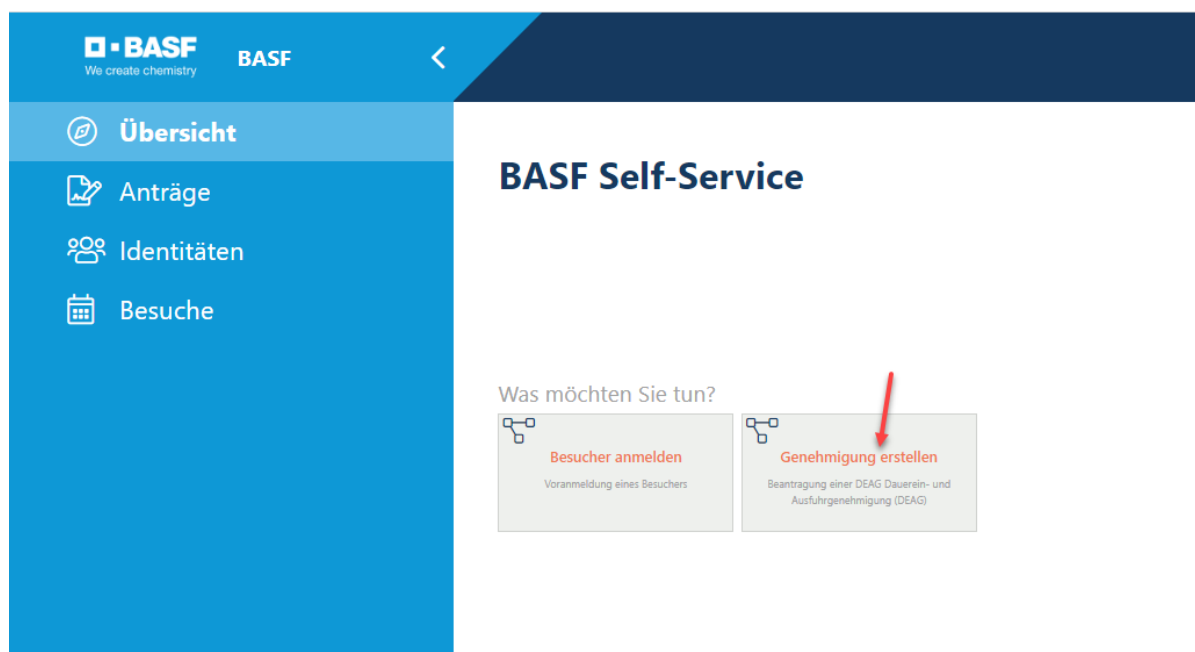 BASF
We create chemistry
BASF
Übersicht
Anträge
Identitäten
Besuche
BASF Self-Service
Was möchten Sie tun?
Besucher anmelden
Voranmeldung eines Besuchers
Genehmigung erstellen
Beantragung einer DEAG Dauerein- und
Ausfuhrgenehmigung (DEAG)